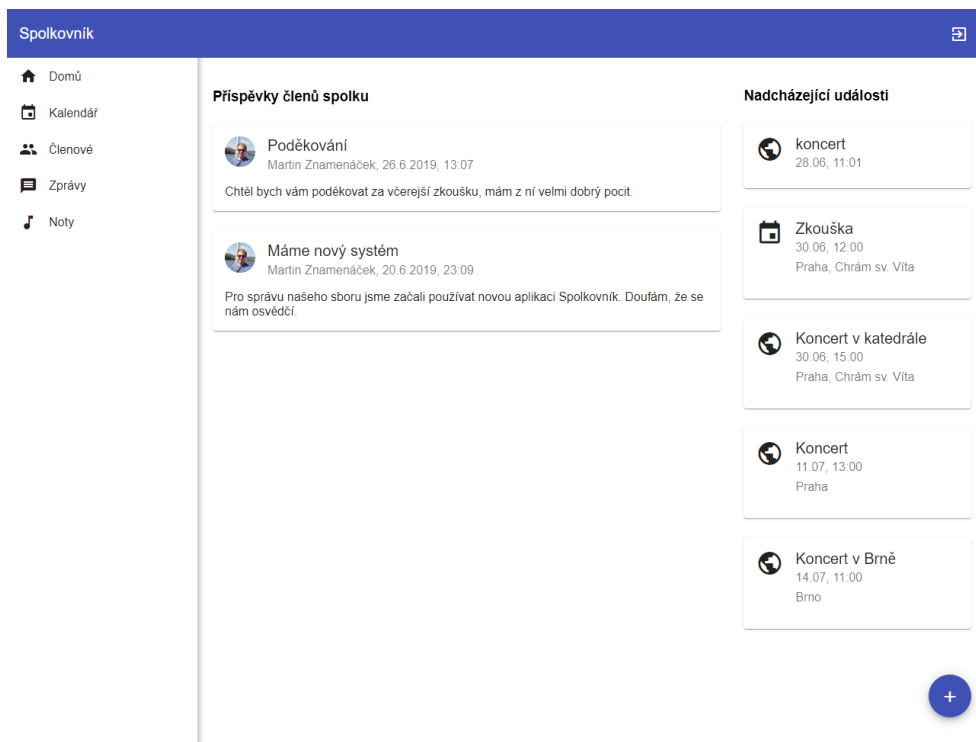 Spolkovník
Domů
Kalendář
Členové
Zprávy
Noty
Příspěvky členů spolku
Poděkování
Martin Znamenáček, 26.6.2019, 13:07
Chtěl bych vám poděkovat za včerejší zkoušku, mám z ní velmi dobrý pocit.
Máme nový systém
Martin Znamenáček, 20.6.2019, 23:09
Pro správu našeho sboru jsme začali používat novou aplikaci Spolkovník. Doufám, že se
nám osvědčí.
Nadcházející události
koncert
28.06, 11:01
Zkouška
30.06, 12:00
Praha, Chrám sv. Víta
Koncert v katedrále
30.06, 15:00
Praha, Chrám sv. Víta
Koncert
11.07, 13:00
Praha
Koncert v Brně
14.07, 11:00
Brno
+